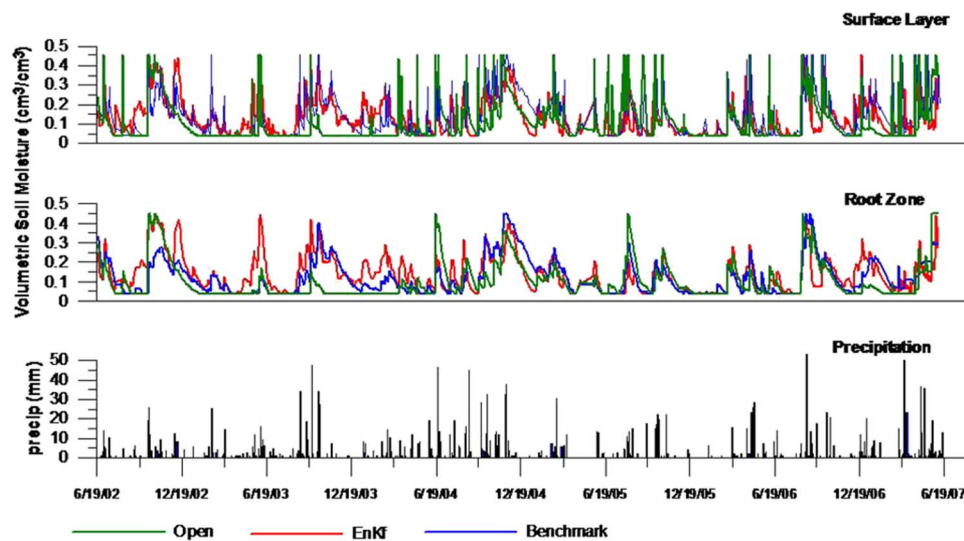 Surface Layer
0.5
0.4
0.3
0.2
0.1
0
Volumetric Soil Moisture (cm³/cm³)
Root Zone
0.5
0.4
0.3
0.2
0.1
0
Precipitation
50
40
30
20
10
0
precip (mm)
6/19/02 12/19/02 6/19/03 12/19/03 6/19/04 12/19/04 6/19/05 12/19/05 6/19/06 12/19/06 6/19/07
Open EnKf Benchmark